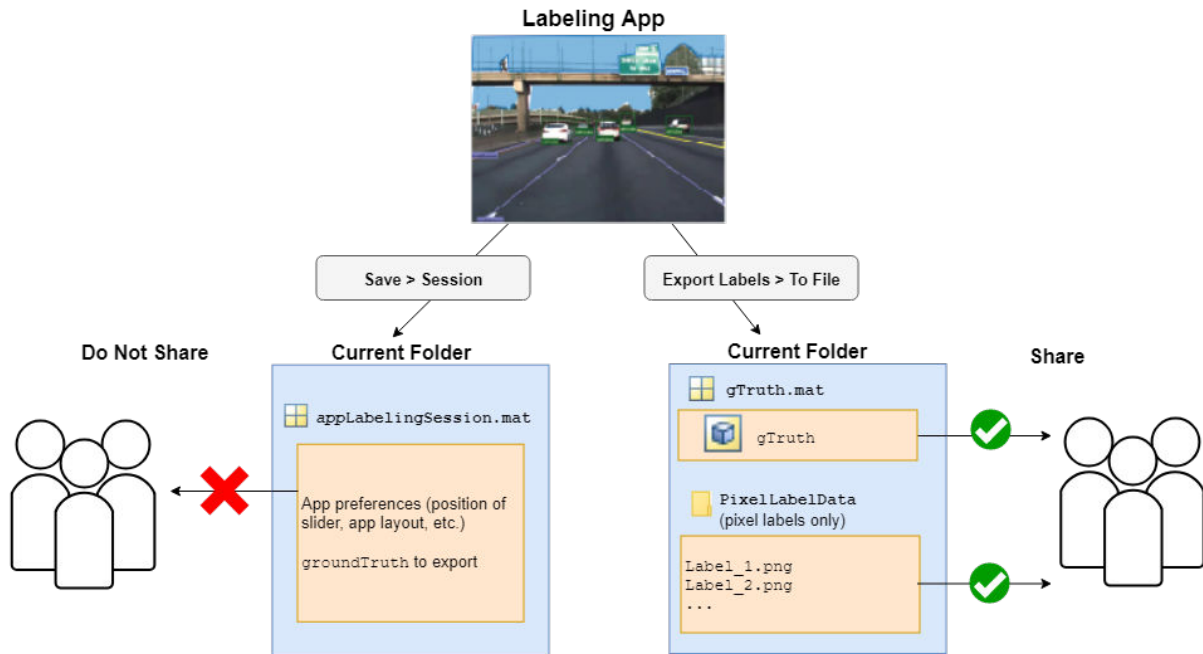 Labeling App
Save > Session
Export Labels > To File
Do Not Share
Current Folder
appLabelingSession.mat
App preferences (position of
slider, app layout, etc.)
groundTruth to export
Current Folder
Share
gTruth.mat
gTruth
PixelLabelData
(pixel labels only)
Label_1.png
Label_2.png
...